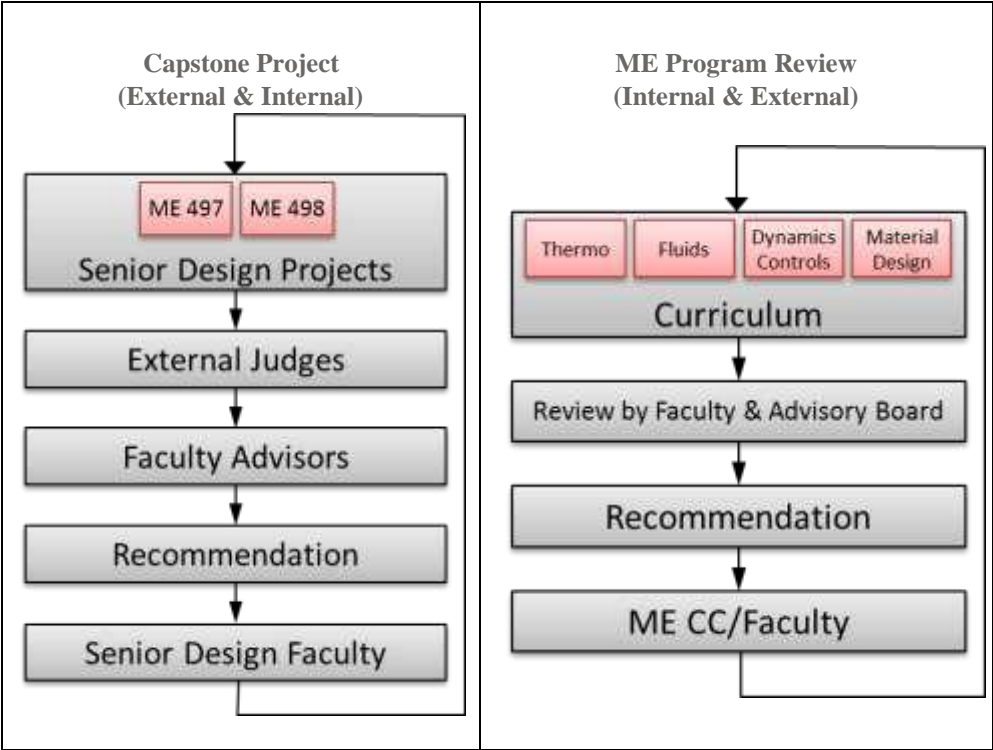 Capstone Project
(External & Internal)
ME 497
ME 498
Senior Design Projects
External Judges
Faculty Advisors
Recommendation
Senior Design Faculty
ME Program Review
(Internal & External)
Thermo
Fluids
Dynamics
Controls
Material
Design
Curriculum
Review by Faculty & Advisory Board
Recommendation
ME CC/Faculty